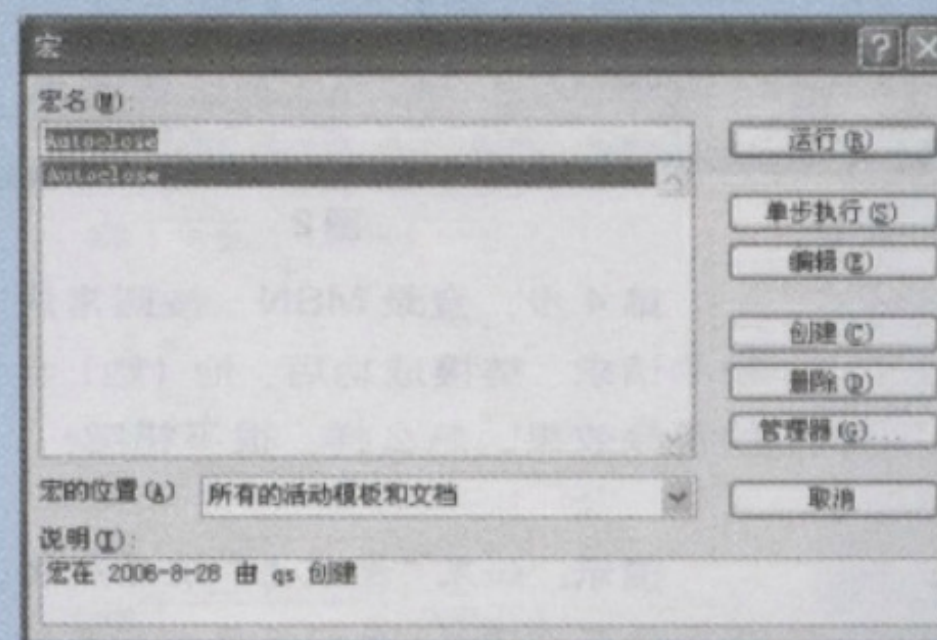 宏
宏名(M):
Autoclose
Autoclose
运行(R)
单步执行(S)
编辑(E)
创建(C)
删除(D)
管理器(G)...
宏的位置(A) 所有的活动模板和文档
取消
说明(I):
宏在 2006-8-28 由 qs 创建